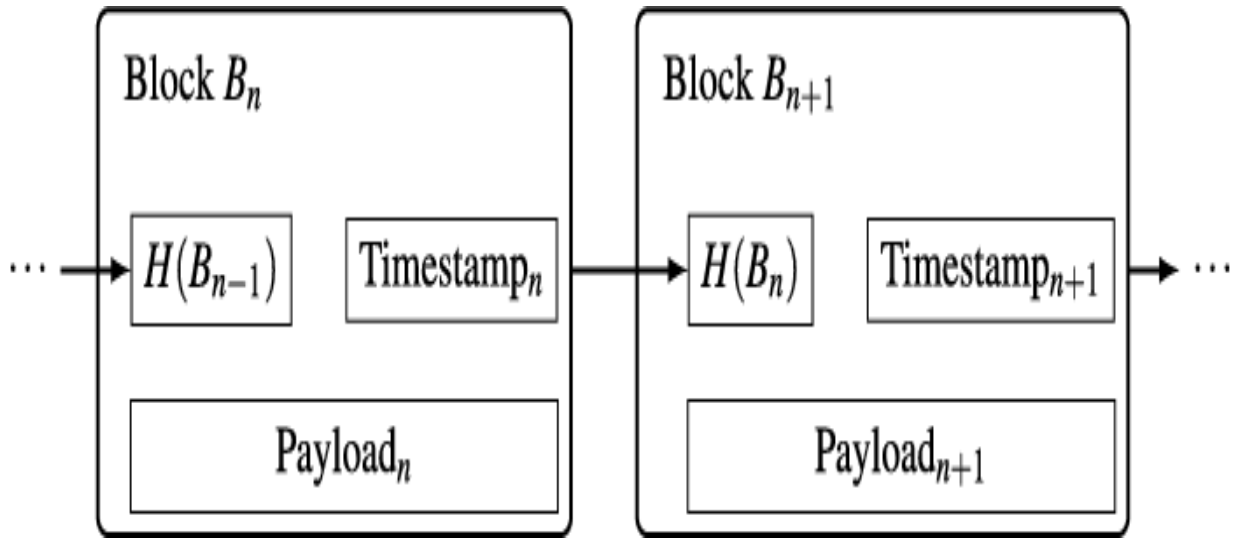 Block Bₙ
Block Bₙ₊₁
··· H(Bₙ₋₁) Timestampₙ H(Bₙ) Timestampₙ₊₁ ···
Payloadₙ
Payloadₙ₊₁